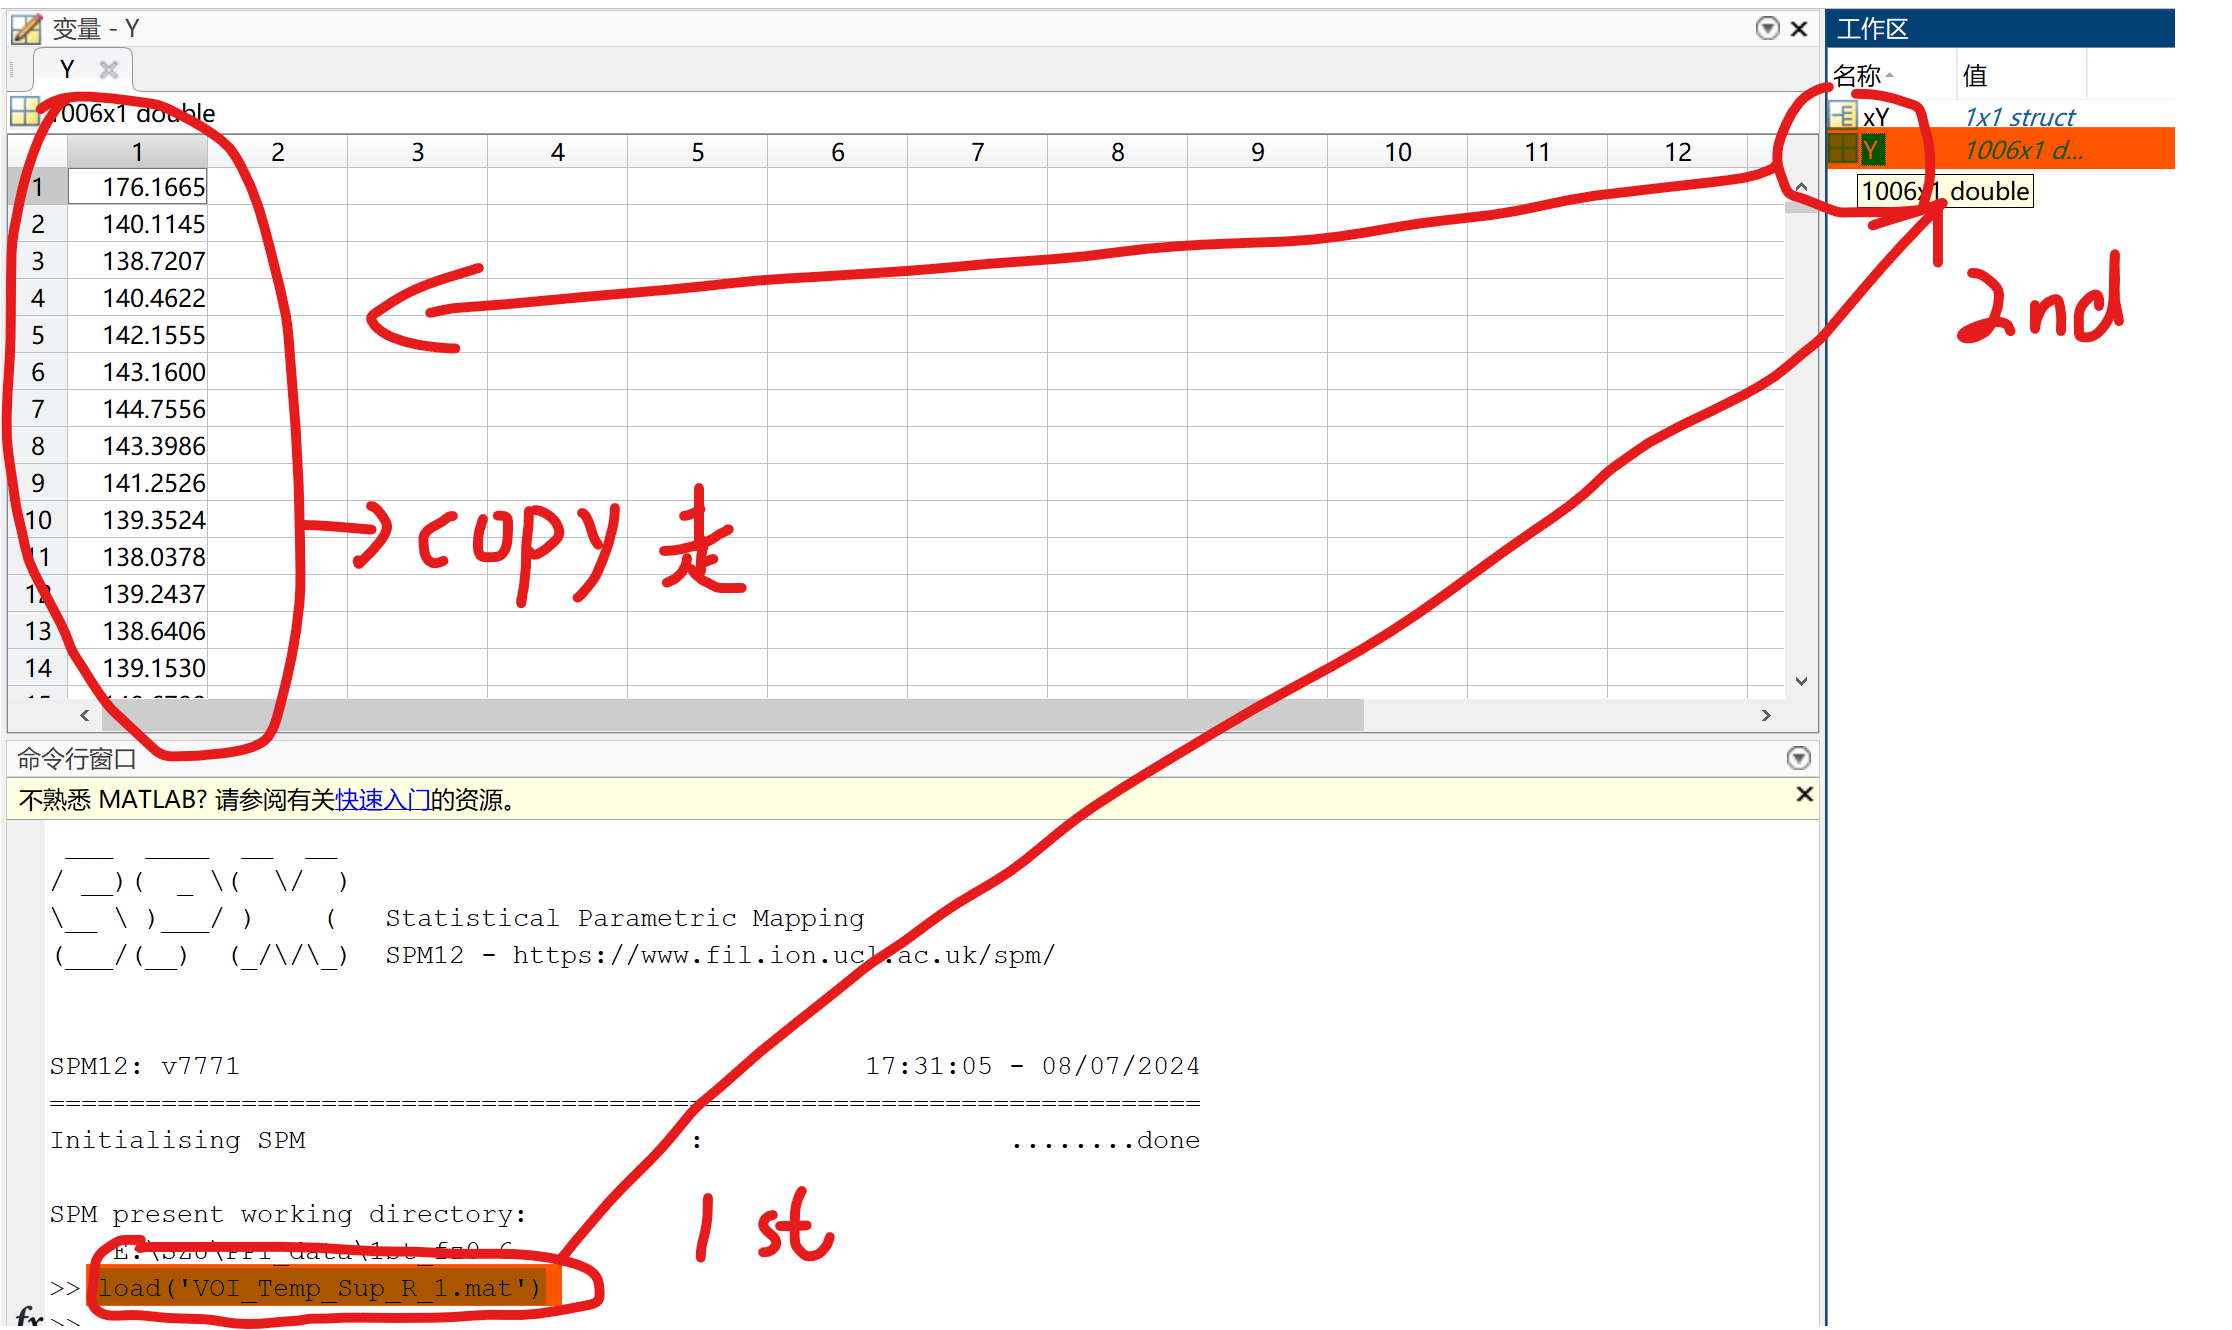 变量 - Y
Y
1006x1 double
1 2 3 4 5 6 7 8 9 10 11 12
1 176.1665
2 140.1145
3 138.7207
4 140.4622
5 142.1555
6 143.1600
7 144.7556
8 143.3986
9 141.2526
10 139.3524
11 138.0378
12 139.2437
13 138.6406
14 139.1530
copy 走
工作区
名称 值
xY 1x1 struct
Y 1006x1 d...
1006x1 double
2nd
命令行窗口
不熟悉 MATLAB? 请参阅有关快速入门的资源。
Statistical Parametric Mapping
SPM12 - https://www.fil.ion.ucl.ac.uk/spm/
SPM12: v7771 17:31:05 - 08/07/2024
========================================================================
Initialising SPM : ........done
SPM present working directory:
1st
>> load('VOI_Temp_Sup_R_1.mat')
fx >>